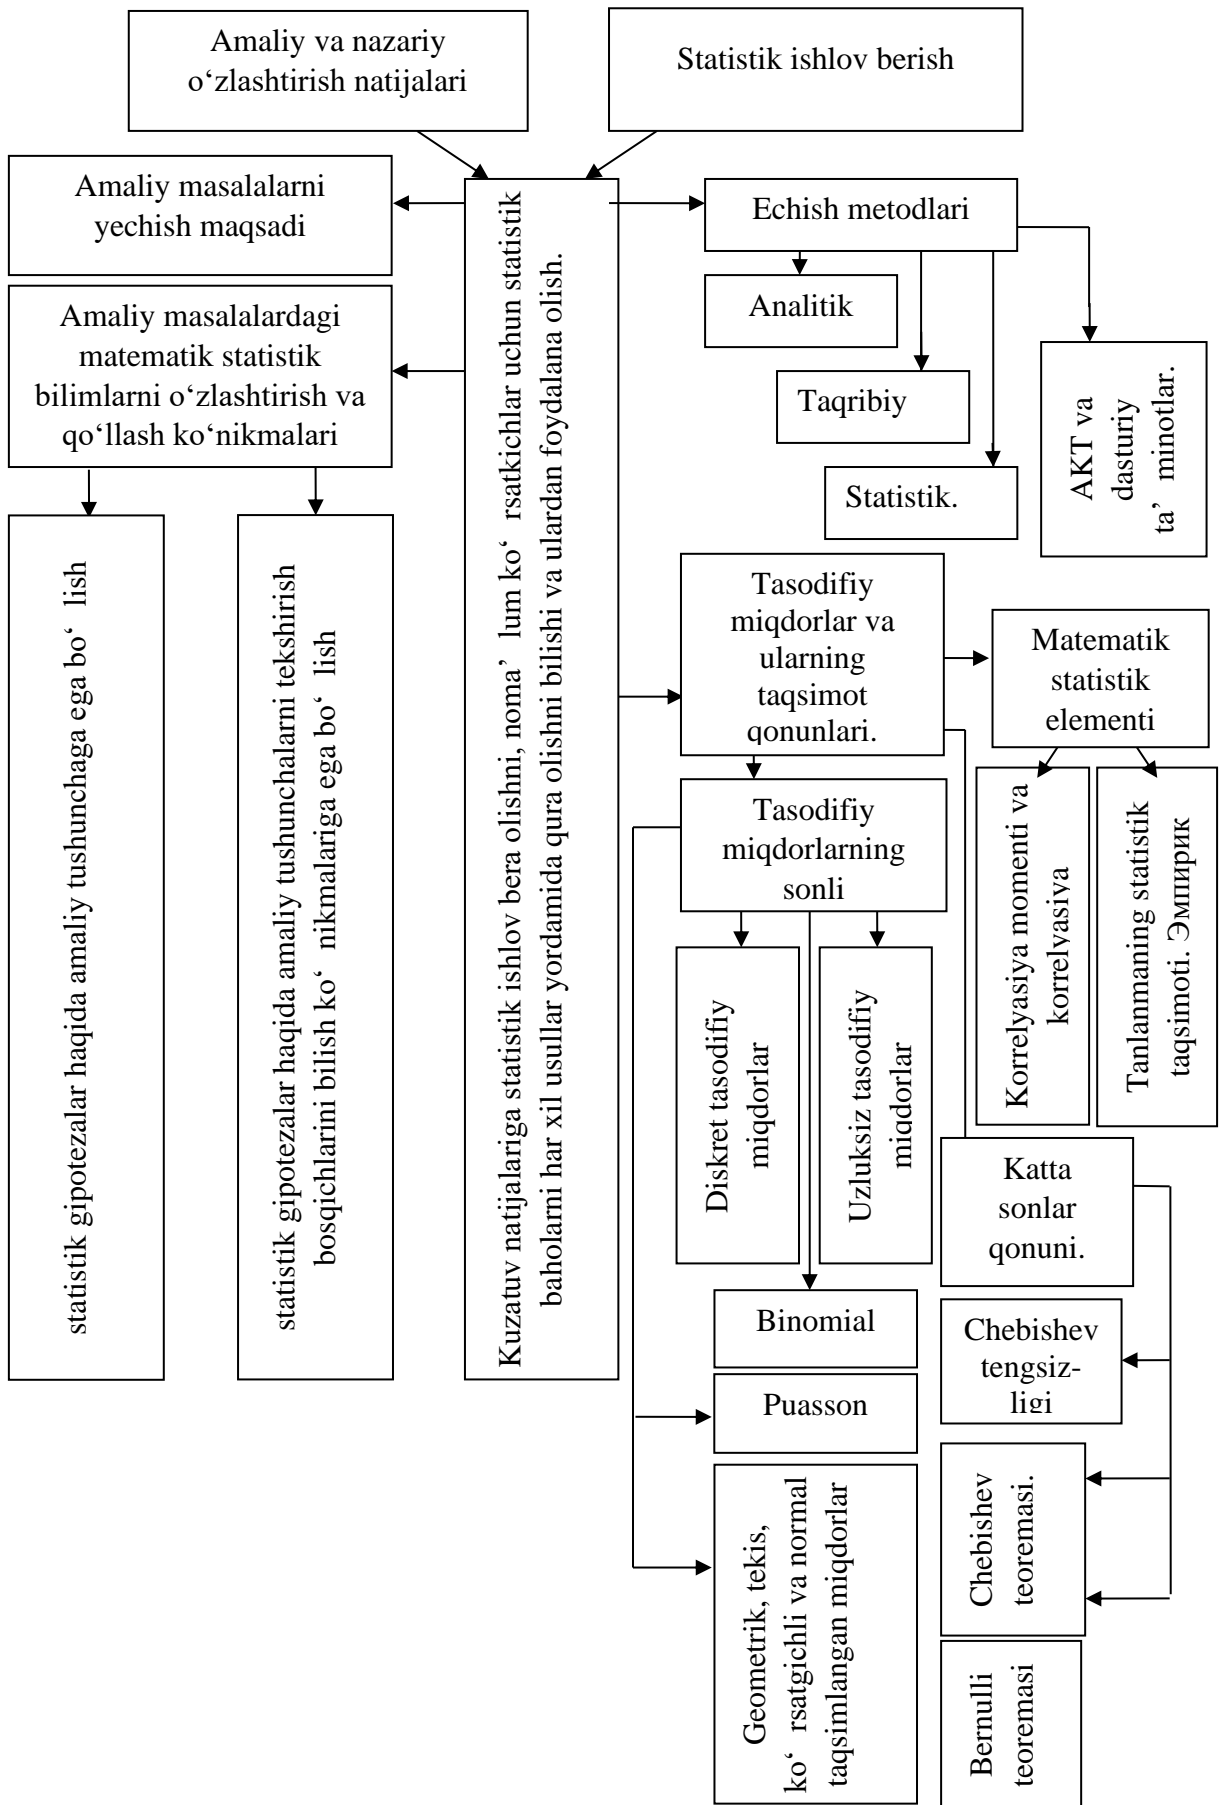 Amaliy va nazariy
o‘zlashtirish natijalari
Statistik ishlov berish
Amaliy masalalarni
yechish maqsadi
Amaliy masalalardagi
matematik statistik
bilimlarni o‘zlashtirish va
qo‘llash ko‘nikmalari
statistik gipotezalar haqida amaliy tushunchaga ega bo‘ lish
statistik gipotezalar haqida amaliy tushunchalarni tekshirish
bosqichlarini bilish ko‘ nikmalariga ega bo‘ lish
Kuzatuv natijalariga statistik ishlov bera olishni, noma’ lum ko‘ rsatkichlar uchun statistik
baholarni har xil usullar yordamida qura olishni bilishi va ulardan foydalana olish.
Echish metodlari
Analitik
Taqribiy
Statistik.
AKT va
dasturiy
ta’ minotlar.
Tasodifiy
miqdorlar va
ularning
taqsimot
qonunlari.
Matematik
statistik
elementi
Korrelyasiya momenti va
korrelvasiva
Tanlanmaning statistik
taqsimoti. Эмпирик
Tasodifiy
miqdorlarning
sonli
Diskret tasodifiy
miqdorlar
Uzluksiz tasodifiy
miqdorlar
Binomial
Puasson
Geometrik, tekis,
ko‘ rsatgichli va normal
taqsimlangan miqdorlar
Katta
sonlar
qonuni.
Chebishev
tengsiz-
ligi
Chebishev
teoremasi.
Bernulli
teoremasi